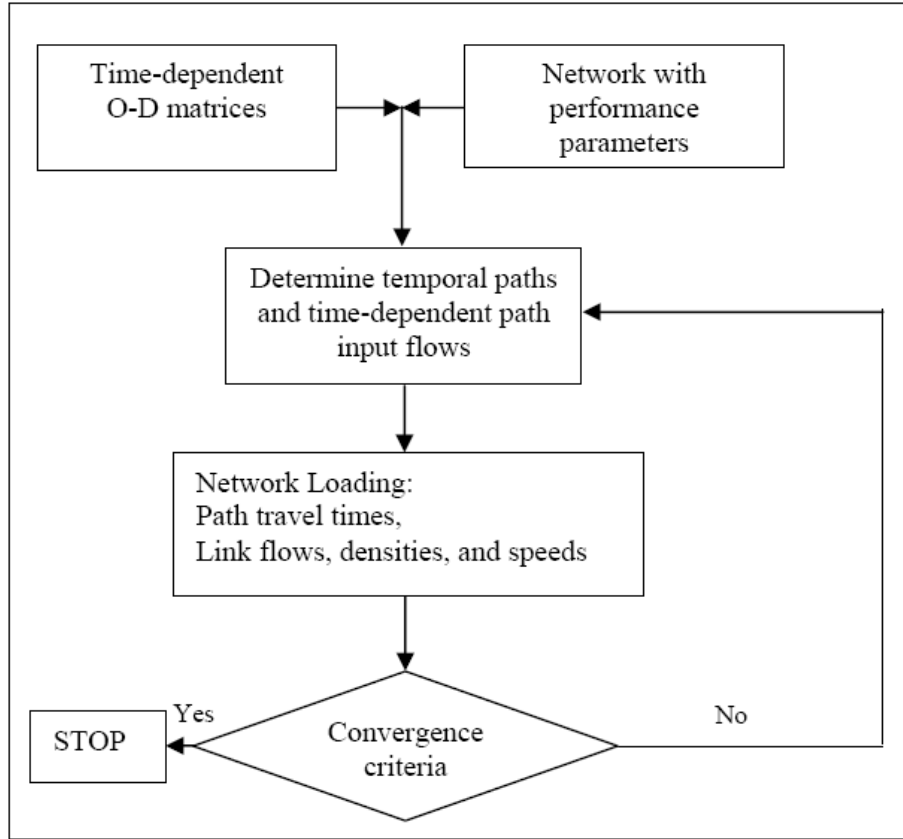 Time-dependent
O-D matrices
Network with
performance
parameters
Determine temporal paths
and time-dependent path
input flows
Network Loading:
Path travel times,
Link flows, densities, and speeds
Convergence
criteria
Yes
STOP
No